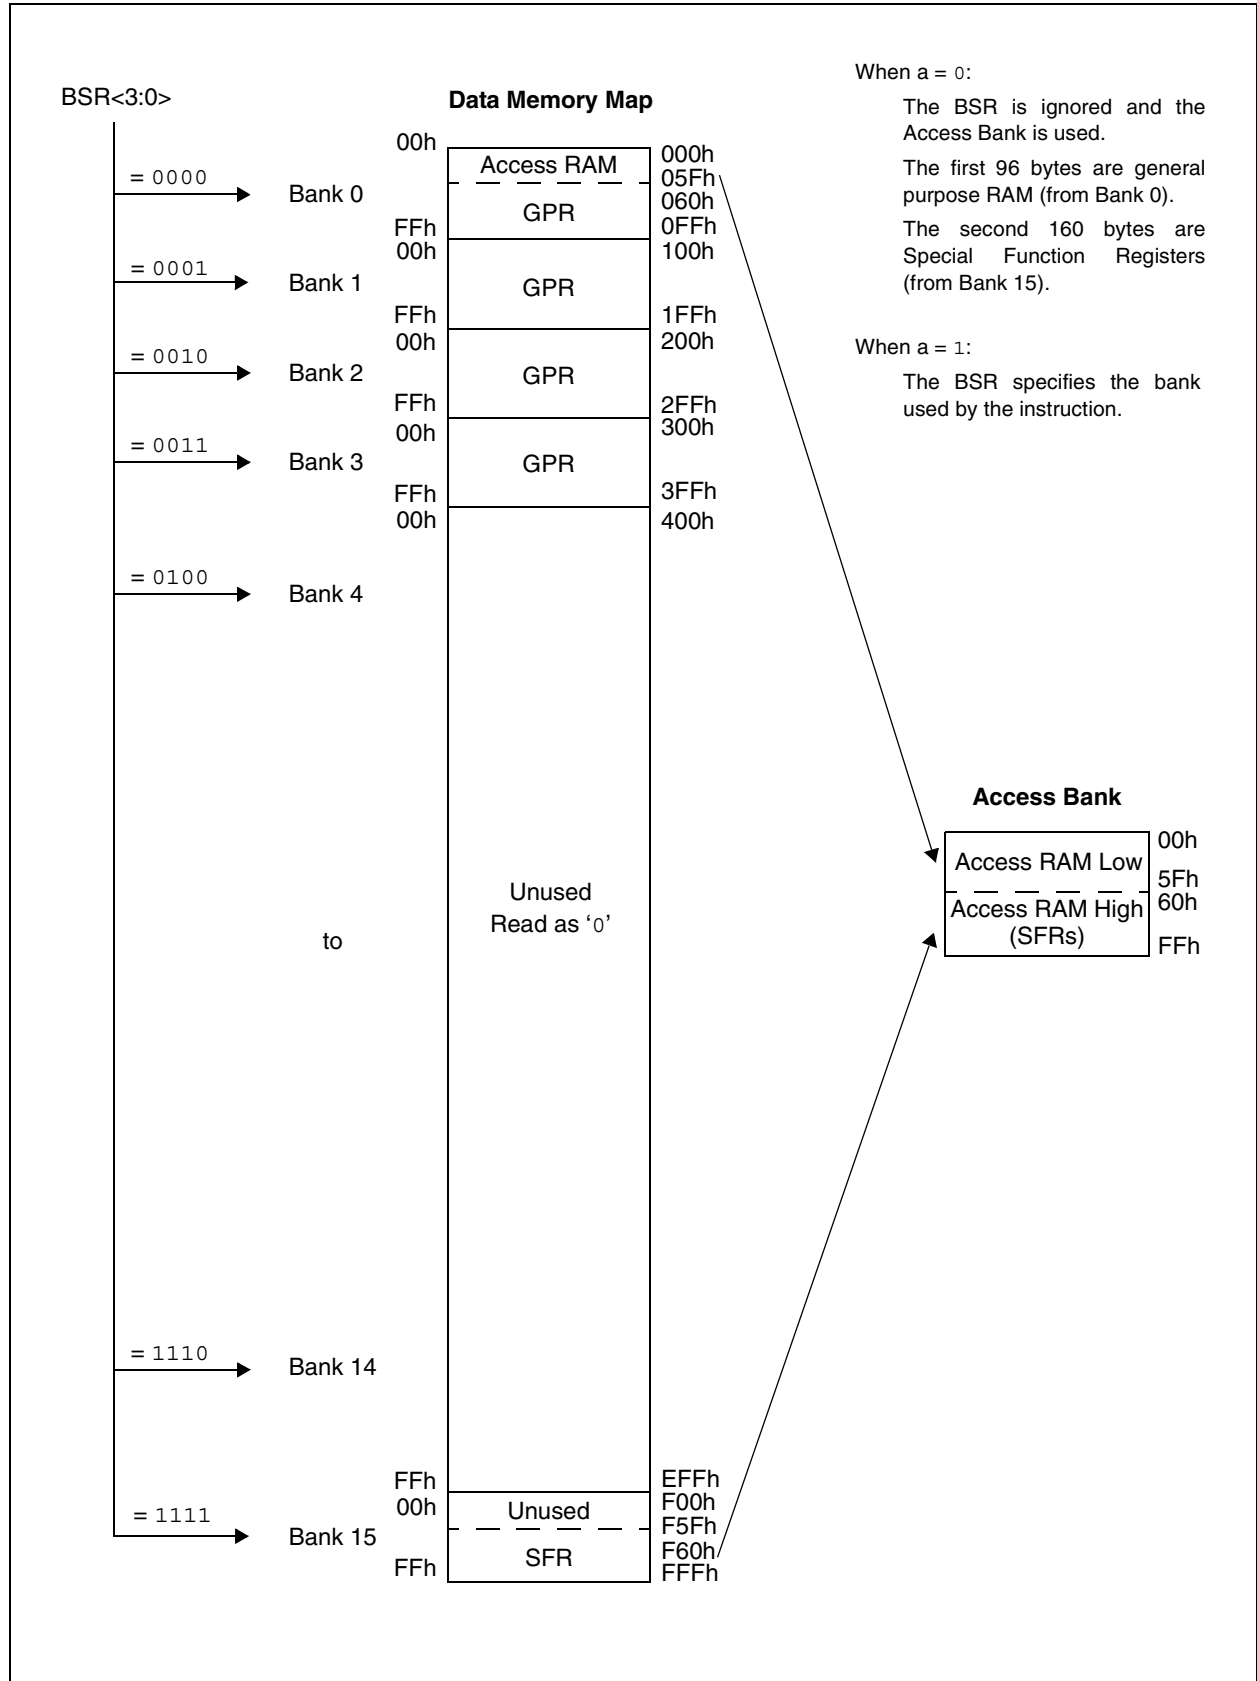 BSR<3:0>
Data Memory Map
When a = 0:
The BSR is ignored and the
Access Bank is used.
The first 96 bytes are general
purpose RAM (from Bank 0).
The second 160 bytes are
Special Function Registers
(from Bank 15).
When a = 1:
The BSR specifies the bank
used by the instruction.
= 0000
Bank 0
00h
Access RAM
000h
05Fh
060h
GPR
FFh
0FFh
= 0001
Bank 1
00h
100h
GPR
FFh
1FFh
= 0010
Bank 2
00h
200h
GPR
FFh
2FFh
= 0011
Bank 3
00h
300h
GPR
FFh
3FFh
00h
400h
= 0100
Bank 4
to
Unused
Read as ‘0’
= 1110
Bank 14
FFh
EFFh
= 1111
Bank 15
00h
Unused
F00h
F5Fh
F60h
SFR
FFh
FFFh
Access Bank
00h
Access RAM Low
5Fh
60h
Access RAM High
(SFRs)
FFh